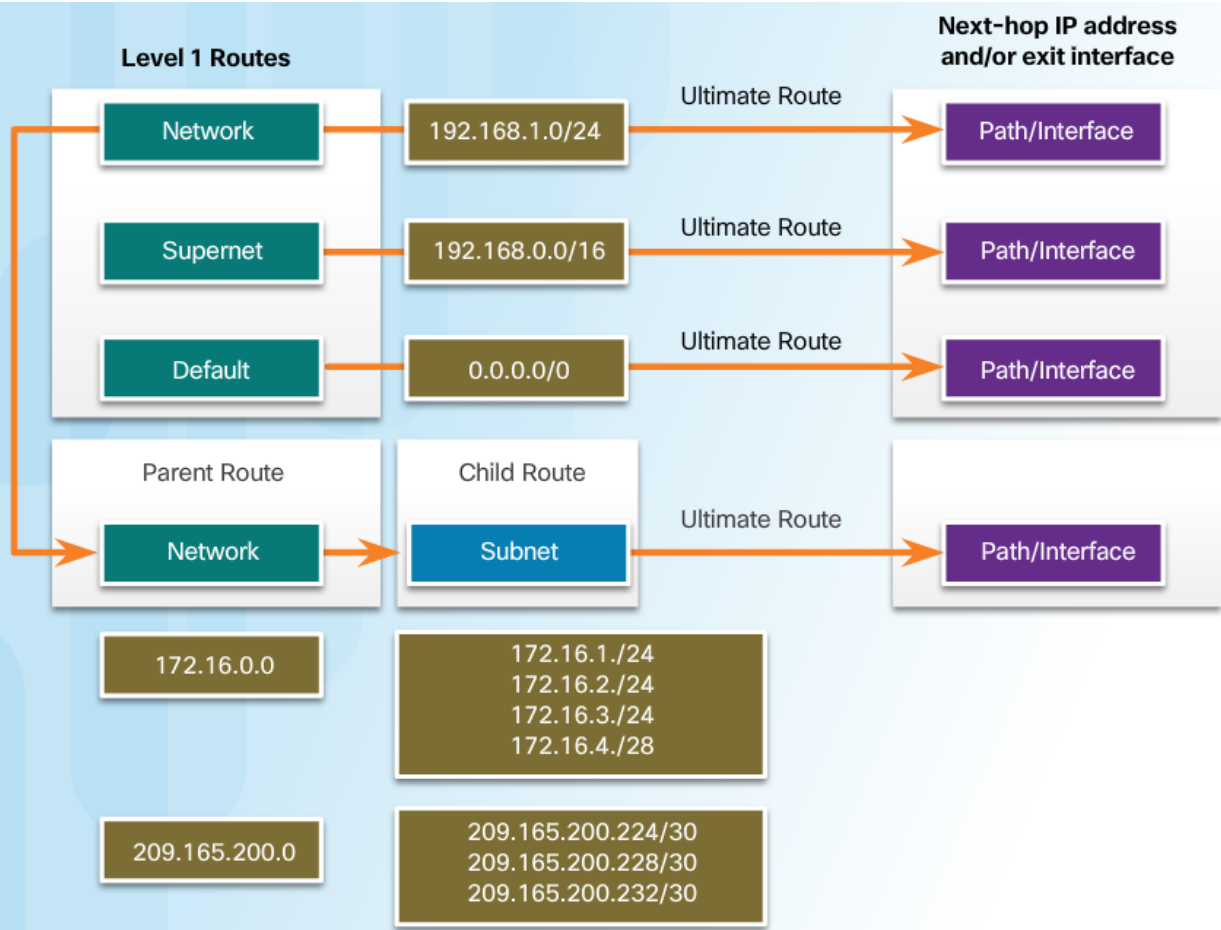 Level 1 Routes
Next-hop IP address
and/or exit interface
Network
192.168.1.0/24
Ultimate Route
Path/Interface
Supernet
192.168.0.0/16
Ultimate Route
Path/Interface
Default
0.0.0.0/0
Ultimate Route
Path/Interface
Parent Route
Child Route
Network
Subnet
Ultimate Route
Path/Interface
172.16.0.0
172.16.1./24
172.16.2./24
172.16.3./24
172.16.4./28
209.165.200.0
209.165.200.224/30
209.165.200.228/30
209.165.200.232/30